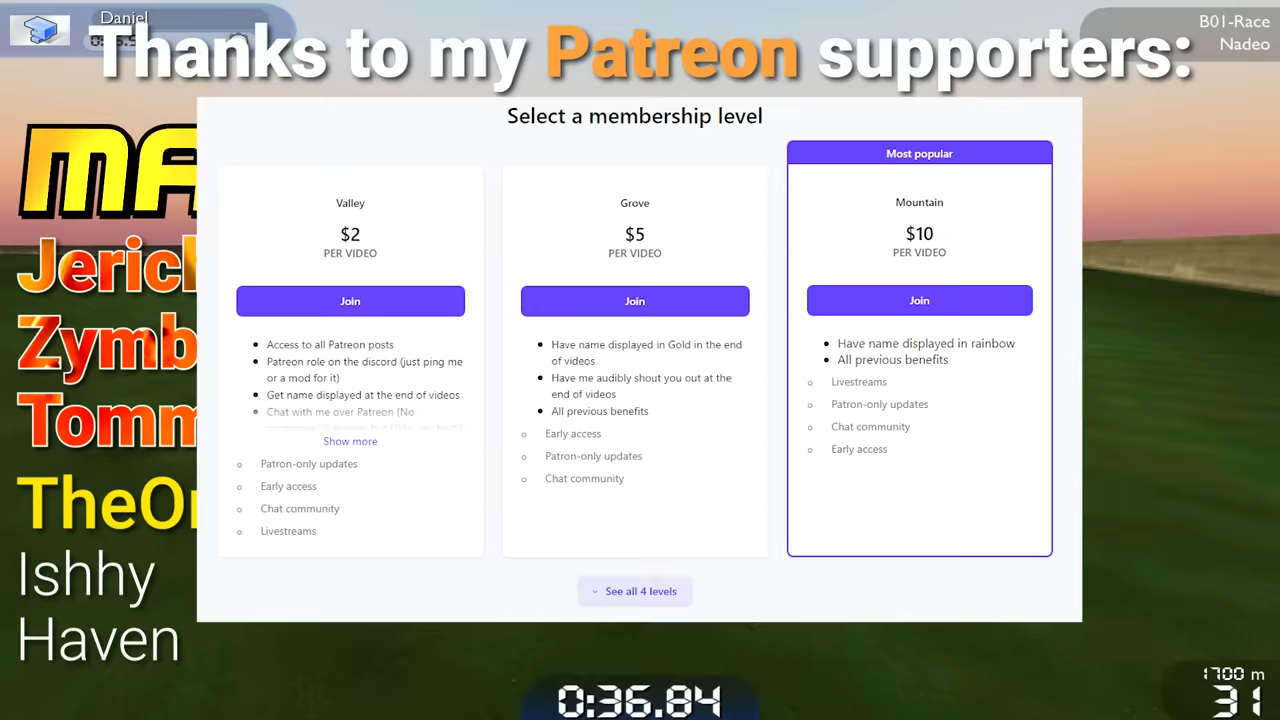 Daniel
B01-Race
Nadeo
Thanks to my Patreon supporters:
Select a membership level
Most popular
Valley
$2
PER VIDEO
Join
Access to all Patreon posts
Patreon role on the discord (just ping me
or a mod for it)
Get name displayed at the end of videos
Chat with me over Patreon (No
Show more
Patron-only updates
Early access
Chat community
Livestreams
Grove
$5
PER VIDEO
Join
Have name displayed in Gold in the end
of videos
Have me audibly shout you out at the
end of videos
All previous benefits
Early access
Patron-only updates
Chat community
Mountain
$10
PER VIDEO
Join
Have name displayed in rainbow
All previous benefits
Livestreams
Patron-only updates
Chat community
Early access
See all 4 levels
MA
Jeric
Zymb
Tomm
TheO
Ishhy
Haven
0:36.84
1700 m
31